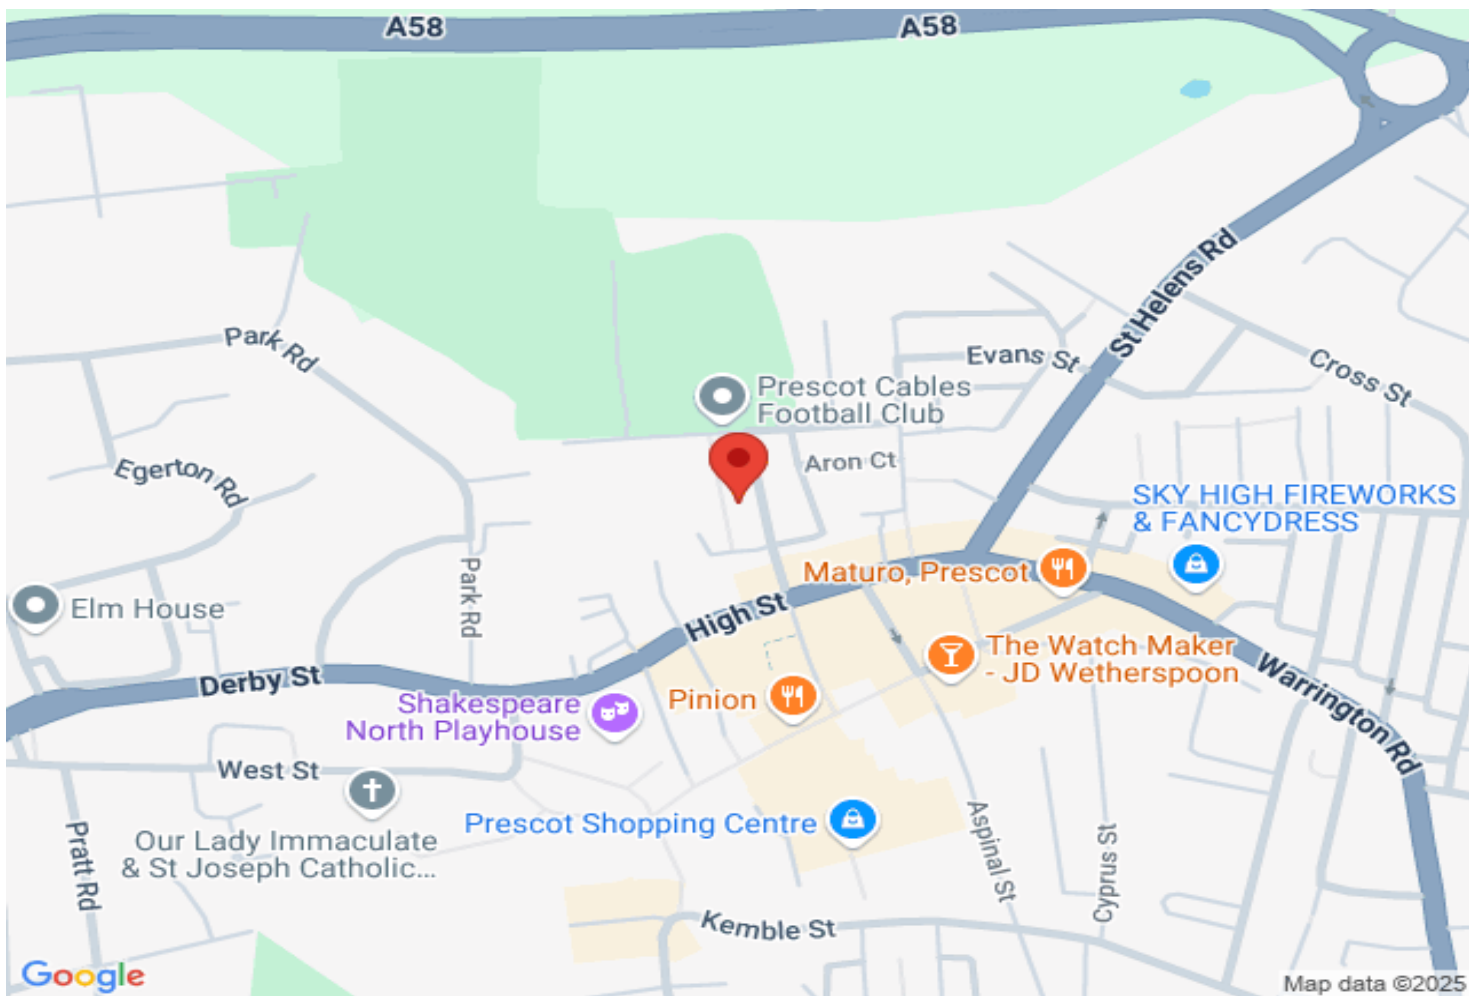 A58
A58
St Helens Rd
Park Rd
Evans St
Cross St
Prescot Cables
Football Club
Aron Ct
Egerton Rd
SKY HIGH FIREWORKS
& FANCYDRESS
Maturo, Prescot
Park Rd
Elm House
High St
The Watch Maker
- JD Wetherspoon
Derby St
Pinion
Warrington Rd
Shakespeare
North Playhouse
West St
Prescot Shopping Centre
Aspinal St
Our Lady Immaculate
& St Joseph Catholic...
Pratt Rd
Cyprus St
Kemble St
Google
Map data ©2025